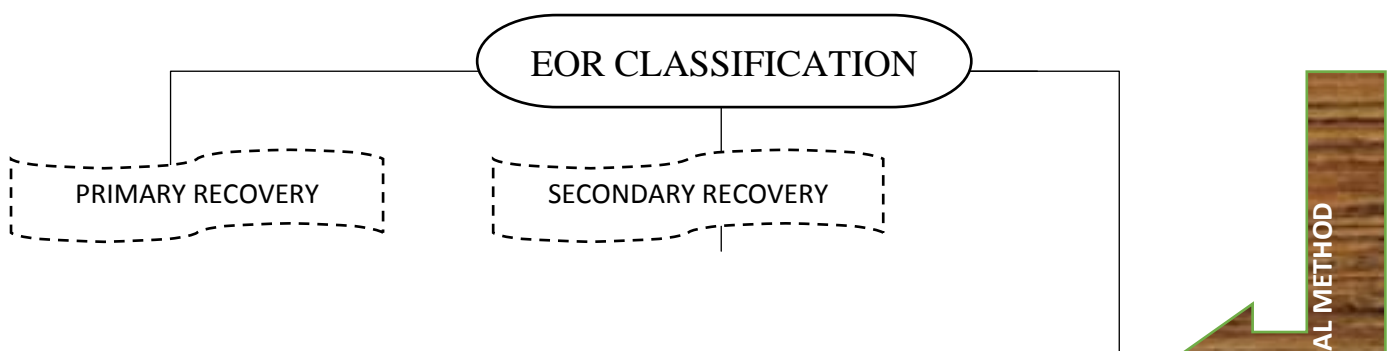 EOR CLASSIFICATION
PRIMARY RECOVERY
SECONDARY RECOVERY
AL METHOD